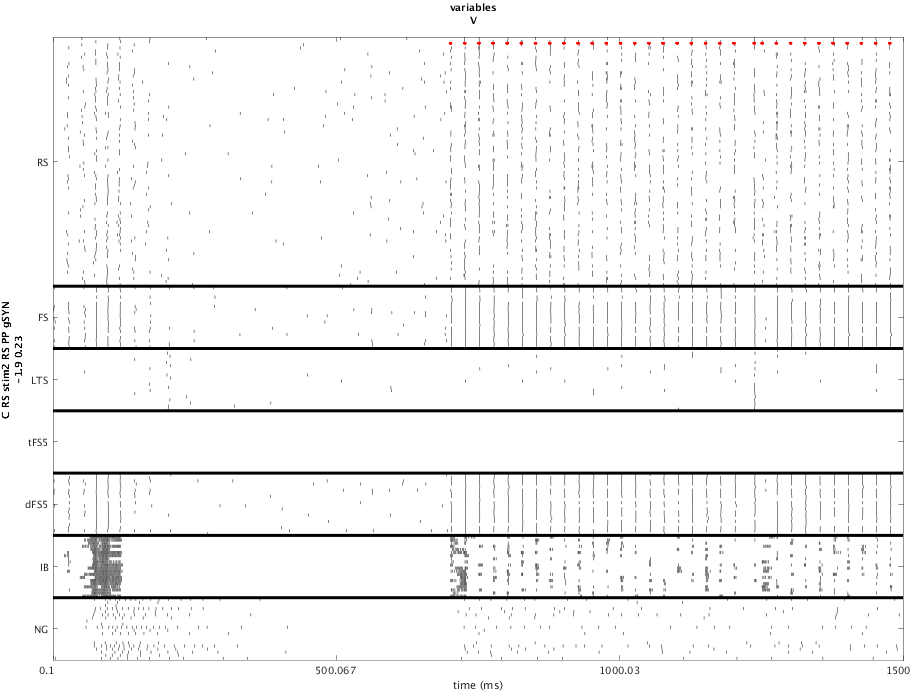 variables
V
C RS stim2 RS PP gSYN
-1.9 0.23
RS
FS
LTS
tFS5
dFS5
IB
NG
0.1
500.067
1000.03
1500
time (ms)